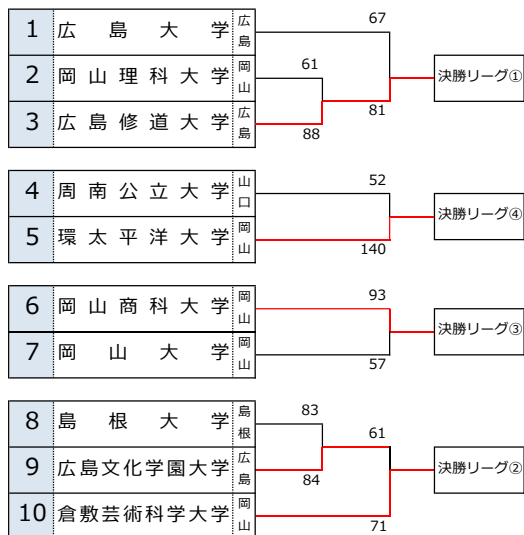 1 広島大学 広島 67
2 岡山理科大学 岡山 61
決勝リーグ①
3 広島修道大学 広島 88 81
4 周南公立大学 山口 52
決勝リーグ④
5 環太平洋大学 岡山 140
6 岡山商科大学 岡山 93
決勝リーグ③
7 岡山大学 岡山 57
8 島根大学 島根 83
9 広島文化学園大学 広島 84 61
決勝リーグ②
10 倉敷芸術科学大学 岡山 71